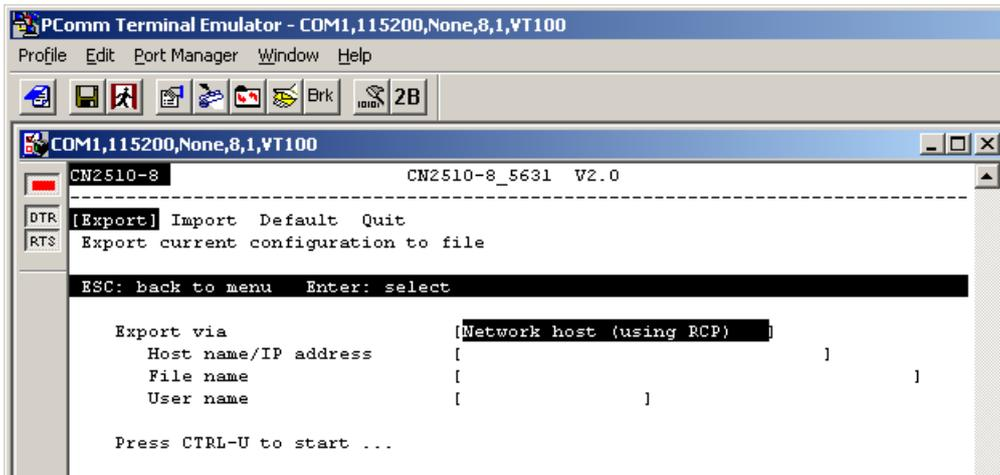 PComm Terminal Emulator - COM1,115200,None,8,1,VT100
Profile Edit Port Manager Window Help
Brk 2B
COM1,115200,None,8,1,VT100
CN2510-8 CN2510-8_5631 V2.0
[Export] Import Default Quit
DTR
RTS
Export current configuration to file
ESC: back to menu Enter: select
Export via [Network host (using RCP) ]
Host name/IP address [ ]
File name [ ]
User name [ ]
Press CTRL-U to start ...